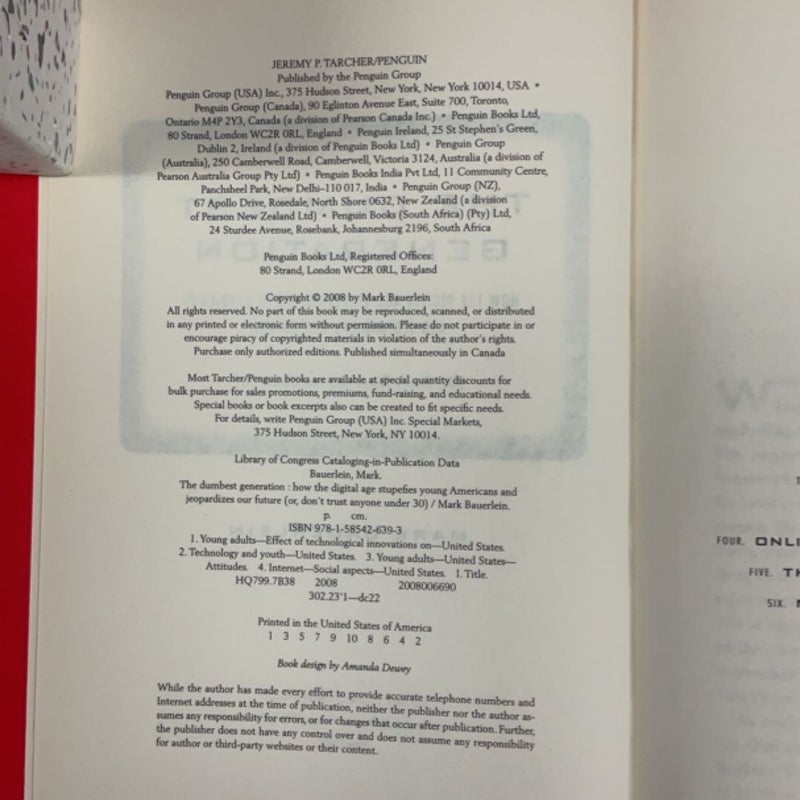 JEREMY P. TARCHER/PENGUIN
Published by the Penguin Group
Penguin Group (USA) Inc., 375 Hudson Street, New York, New York 10014, USA •
Penguin Group (Canada), 90 Eglinton Avenue East, Suite 700, Toronto,
Ontario M4P 2Y3, Canada (a division of Pearson Canada Inc.) • Penguin Books Ltd,
80 Strand, London WC2R 0RL, England • Penguin Ireland, 25 St Stephen's Green,
Dublin 2, Ireland (a division of Penguin Books Ltd) • Penguin Group
(Australia), 250 Camberwell Road, Camberwell, Victoria 3124, Australia (a division of
Pearson Australia Group Pty Ltd) • Penguin Books India Pvt Ltd, 11 Community Centre,
Panchsheel Park, New Delhi–110 017, India • Penguin Group (NZ),
67 Apollo Drive, Rosedale, North Shore 0632, New Zealand (a division
of Pearson New Zealand Ltd) • Penguin Books (South Africa) (Pty) Ltd,
24 Sturdee Avenue, Rosebank, Johannesburg 2196, South Africa
Penguin Books Ltd, Registered Offices:
80 Strand, London WC2R 0RL, England
Copyright © 2008 by Mark Bauerlein
All rights reserved. No part of this book may be reproduced, scanned, or distributed
in any printed or electronic form without permission. Please do not participate in or
encourage piracy of copyrighted materials in violation of the author's rights.
Purchase only authorized editions. Published simultaneously in Canada
Most Tarcher/Penguin books are available at special quantity discounts for
bulk purchase for sales promotions, premiums, fund-raising, and educational needs.
Special books or book excerpts also can be created to fit specific needs.
For details, write Penguin Group (USA) Inc. Special Markets,
375 Hudson Street, New York, NY 10014.
Library of Congress Cataloging-in-Publication Data
Bauerlein, Mark.
The dumbest generation : how the digital age stupefies young Americans and
jeopardizes our future (or, don't trust anyone under 30) / Mark Bauerlein.
p. cm.
ISBN 978-1-58542-639-3
1. Young adults—Effect of technological innovations on—United States.
2. Technology and youth—United States. 3. Young adults—United States—
Attitudes. 4. Internet—Social aspects—United States. I. Title.
HQ799.7B38 2008 2008006690
302.23'1—dc22
Printed in the United States of America
1 3 5 7 9 10 8 6 4 2
Book design by Amanda Dewey
While the author has made every effort to provide accurate telephone numbers and
Internet addresses at the time of publication, neither the publisher nor the author as-
sumes any responsibility for errors, or for changes that occur after publication. Further,
the publisher does not have any control over and does not assume any responsibility
for author or third-party websites or their content.
FOUR. ONLI
FIVE. TH
SIX.